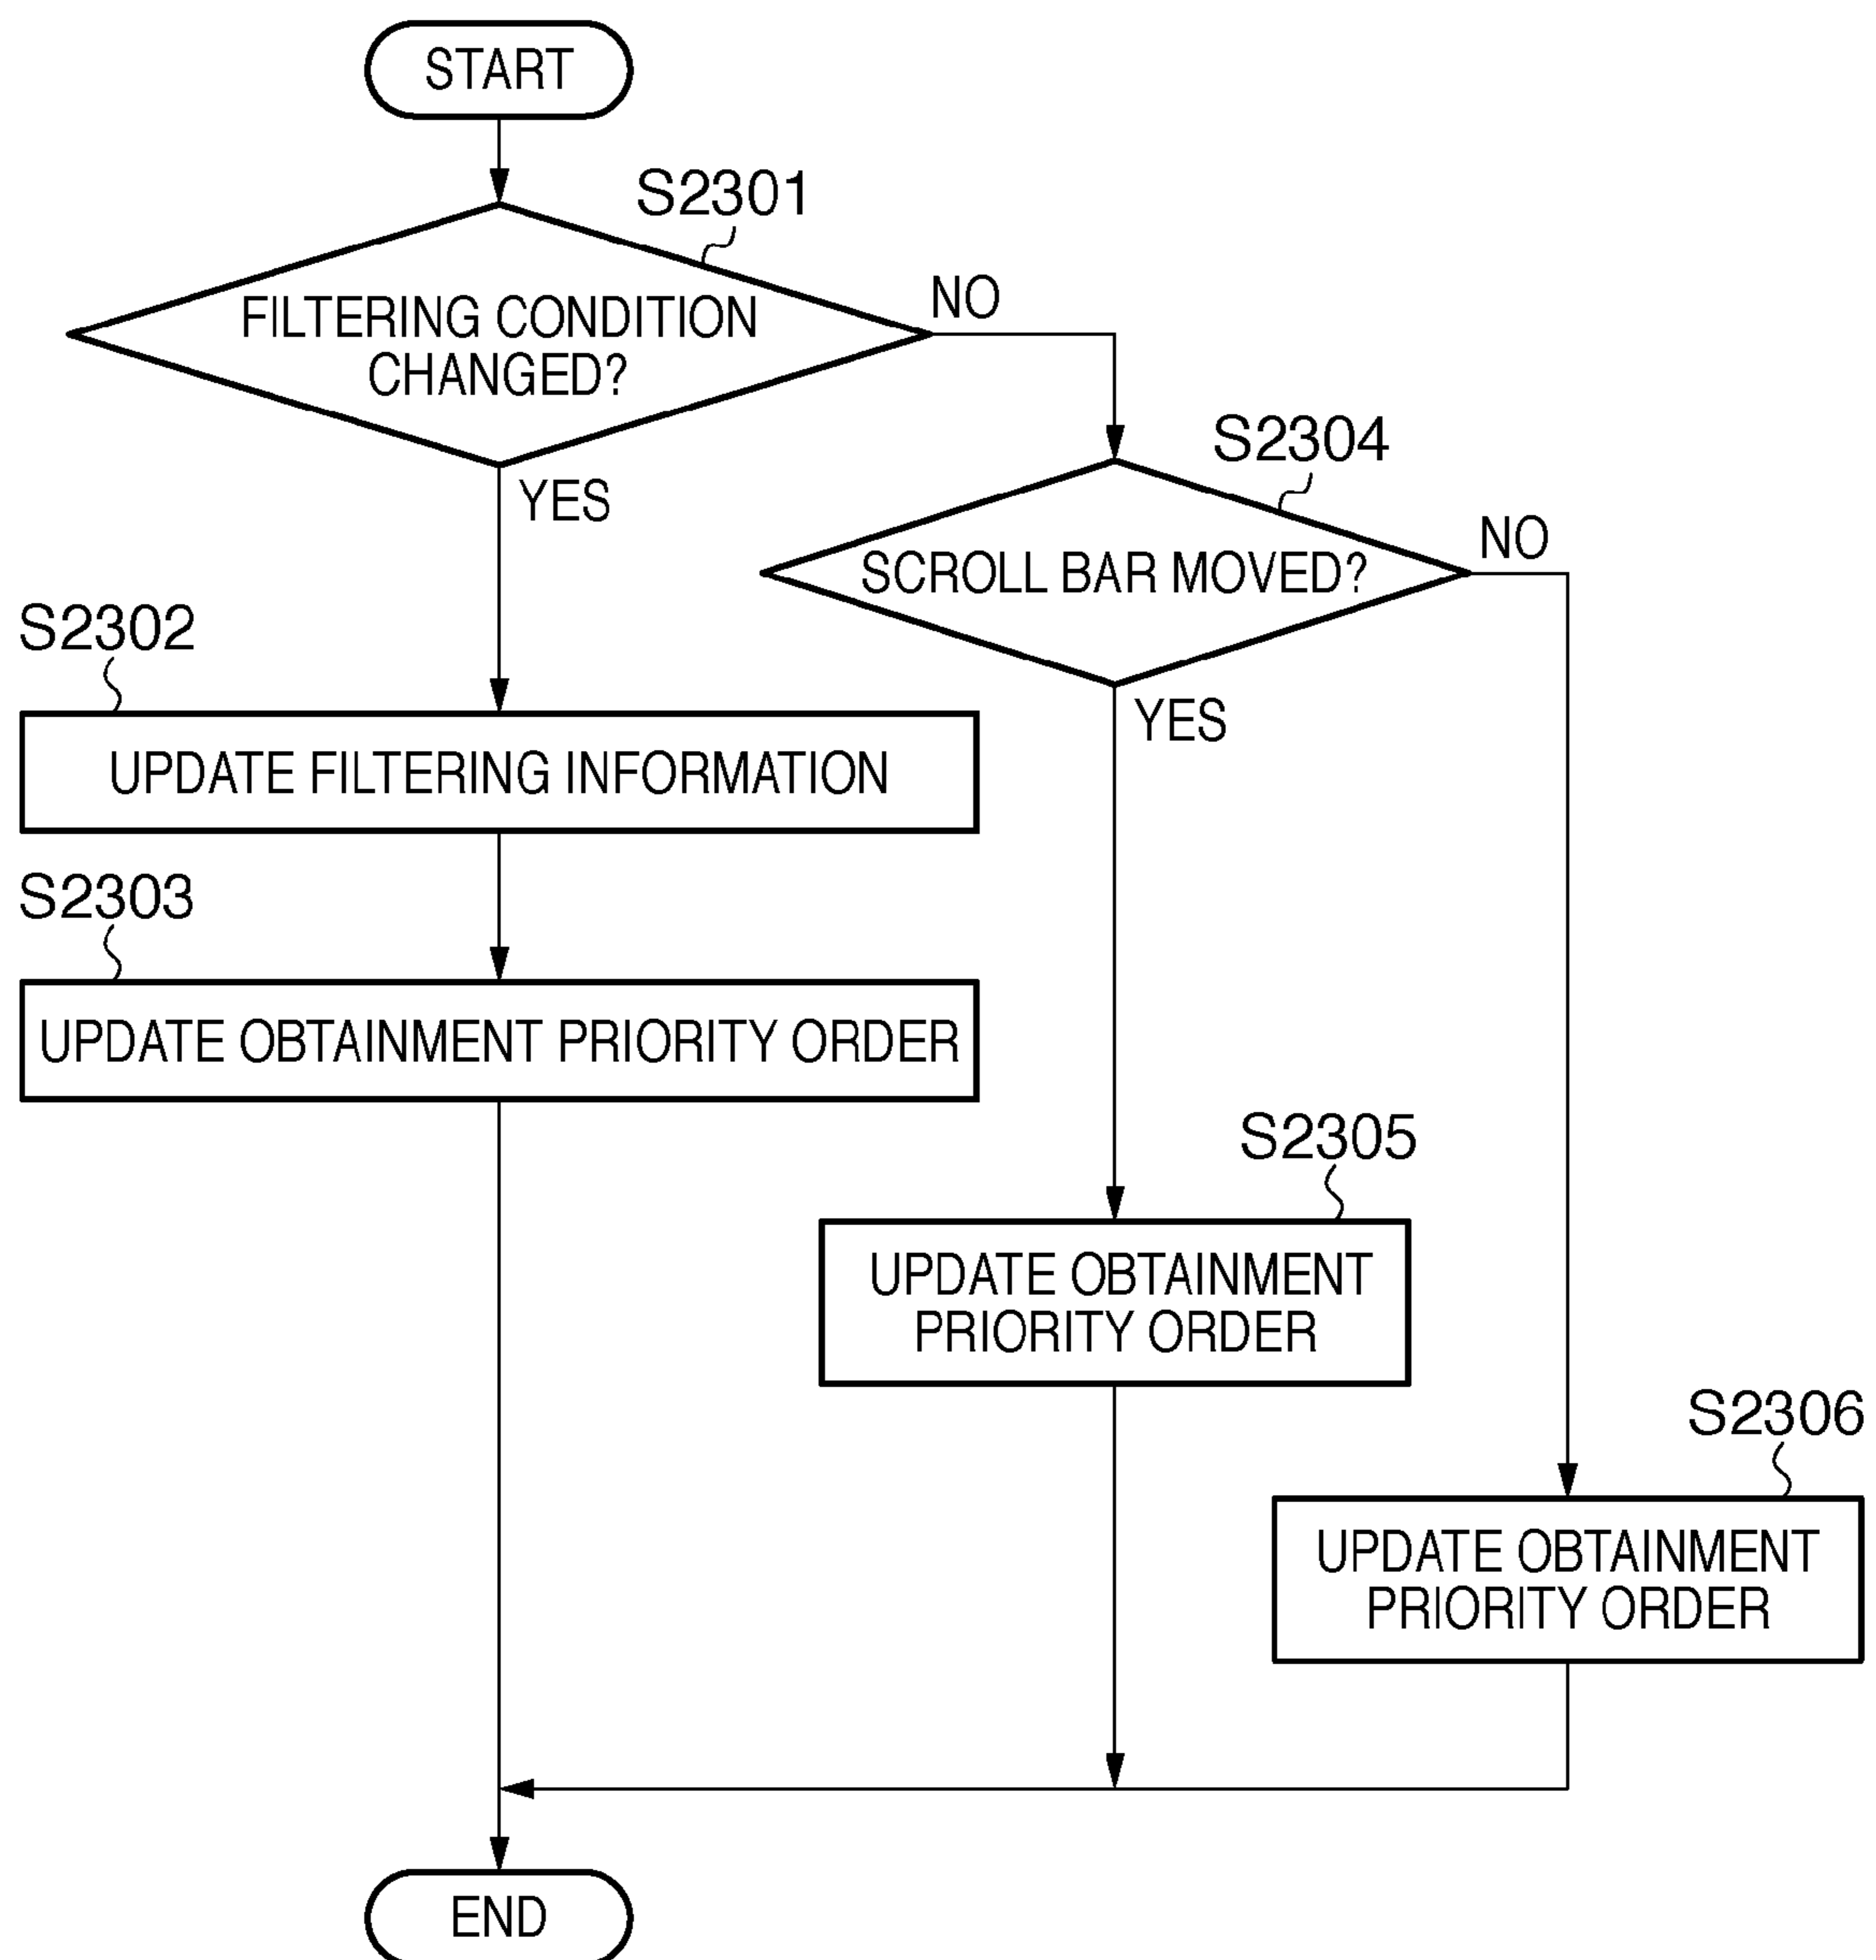 START
S2301
FILTERING CONDITION
CHANGED?
NO
YES
S2304
SCROLL BAR MOVED?
NO
YES
S2302
UPDATE FILTERING INFORMATION
S2303
UPDATE OBTAINMENT PRIORITY ORDER
S2305
UPDATE OBTAINMENT
PRIORITY ORDER
S2306
UPDATE OBTAINMENT
PRIORITY ORDER
END